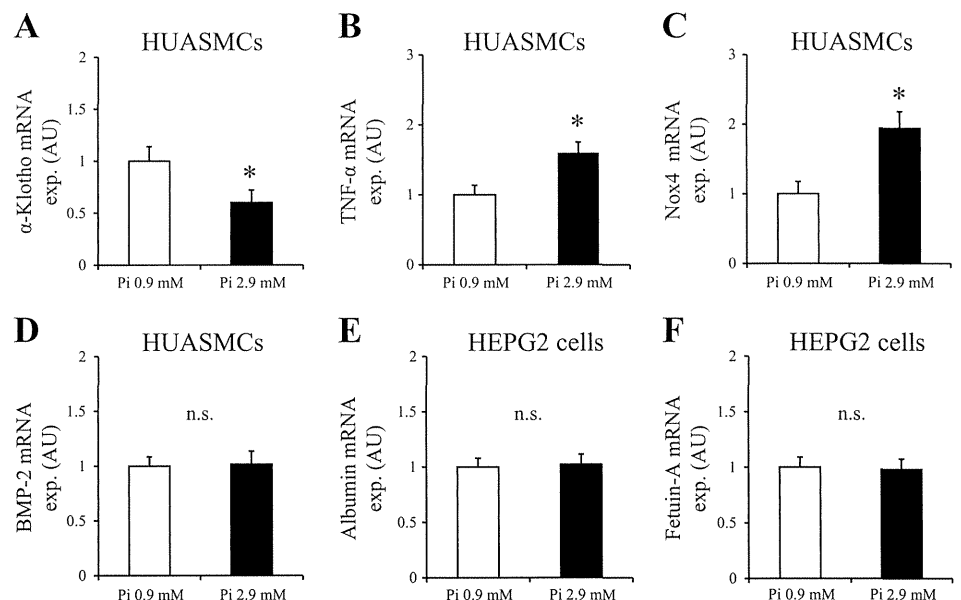 A
HUASMCs
α-Klotho mRNA
exp. (AU)
2
1.5
1
0.5
0
*
Pi 0.9 mM
Pi 2.9 mM
B
HUASMCs
TNF-α mRNA
exp. (AU)
3
2
1
0
*
Pi 0.9 mM
Pi 2.9 mM
C
HUASMCs
Nox4 mRNA
exp. (AU)
3
2
1
0
*
Pi 0.9 mM
Pi 2.9 mM
D
HUASMCs
BMP-2 mRNA
exp. (AU)
2
1.5
1
0.5
0
n.s.
Pi 0.9 mM
Pi 2.9 mM
E
HEPG2 cells
Albumin mRNA
exp. (AU)
2
1.5
1
0.5
0
n.s.
Pi 0.9 mM
Pi 2.9 mM
F
HEPG2 cells
Fetuin-A mRNA
exp. (AU)
2
1.5
1
0.5
0
n.s.
Pi 0.9 mM
Pi 2.9 mM